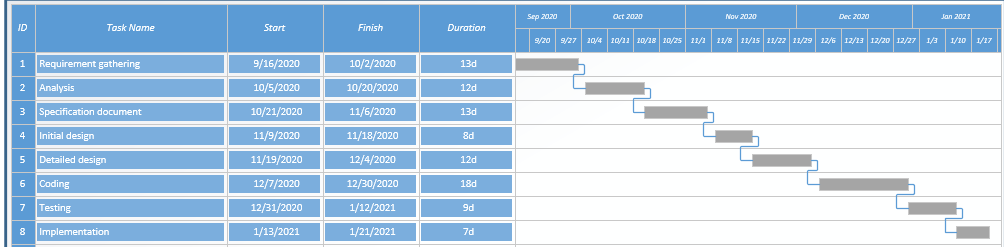 ID Task Name Start Finish Duration Sep 2020 Oct 2020 Nov 2020 Dec 2020 Jan 2021
9/20 9/27 10/4 10/11 10/18 10/25 11/1 11/8 11/15 11/22 11/29 12/6 12/13 12/20 12/27 1/3 1/10 1/17
1 Requirement gathering 9/16/2020 10/2/2020 13d
2 Analysis 10/5/2020 10/20/2020 12d
3 Specification document 10/21/2020 11/6/2020 13d
4 Initial design 11/9/2020 11/18/2020 8d
5 Detailed design 11/19/2020 12/4/2020 12d
6 Coding 12/7/2020 12/30/2020 18d
7 Testing 12/31/2020 1/12/2021 9d
8 Implementation 1/13/2021 1/21/2021 7d